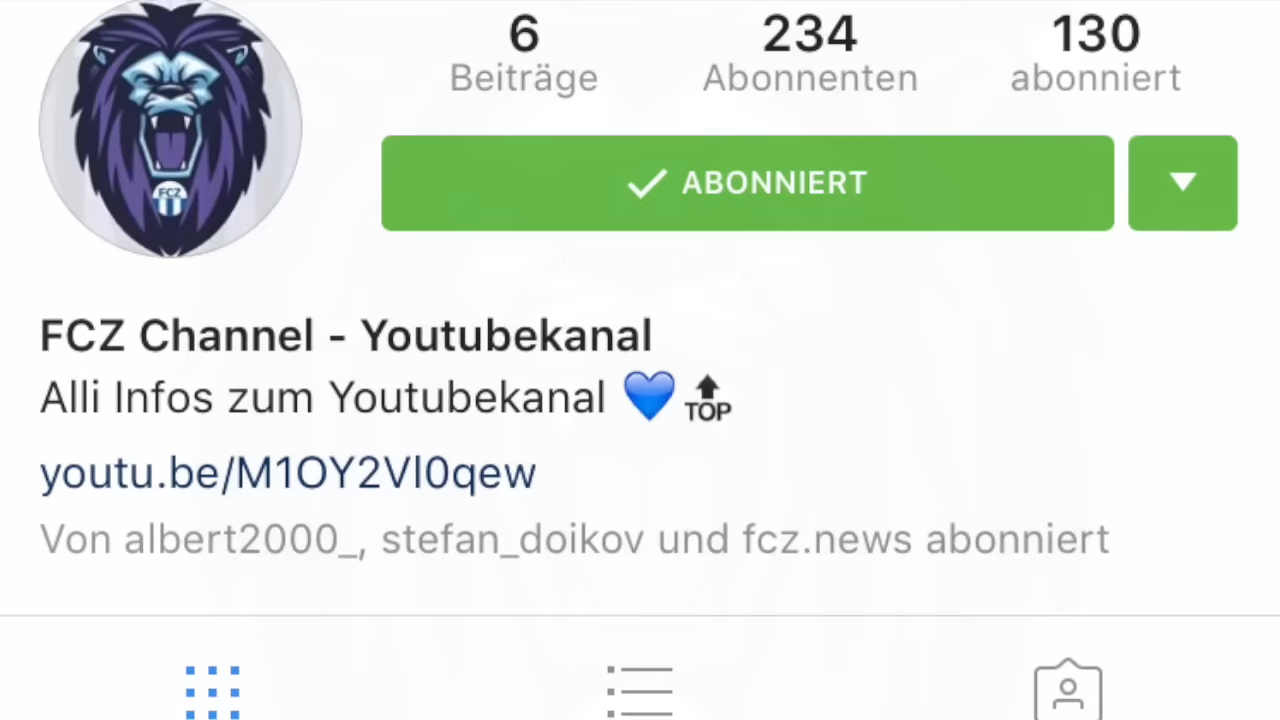 6 234 130
Beiträge Abonnenten abonniert
ABONNIERT
FCZ
FCZ Channel - Youtubekanal
Alli Infos zum Youtubekanal 💙🔝
youtu.be/M1OY2Vl0qew
Von albert2000_, stefan_doikov und fcz.news abonniert